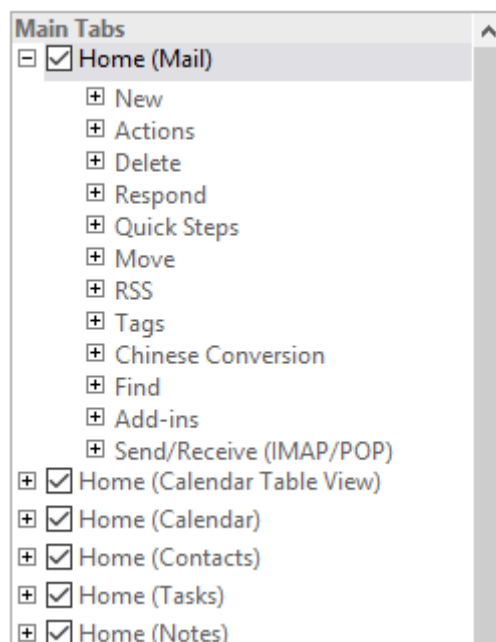 Main Tabs
Home (Mail)
New
Actions
Delete
Respond
Quick Steps
Move
RSS
Tags
Chinese Conversion
Find
Add-ins
Send/Receive (IMAP/POP)
Home (Calendar Table View)
Home (Calendar)
Home (Contacts)
Home (Tasks)
Home (Notes)